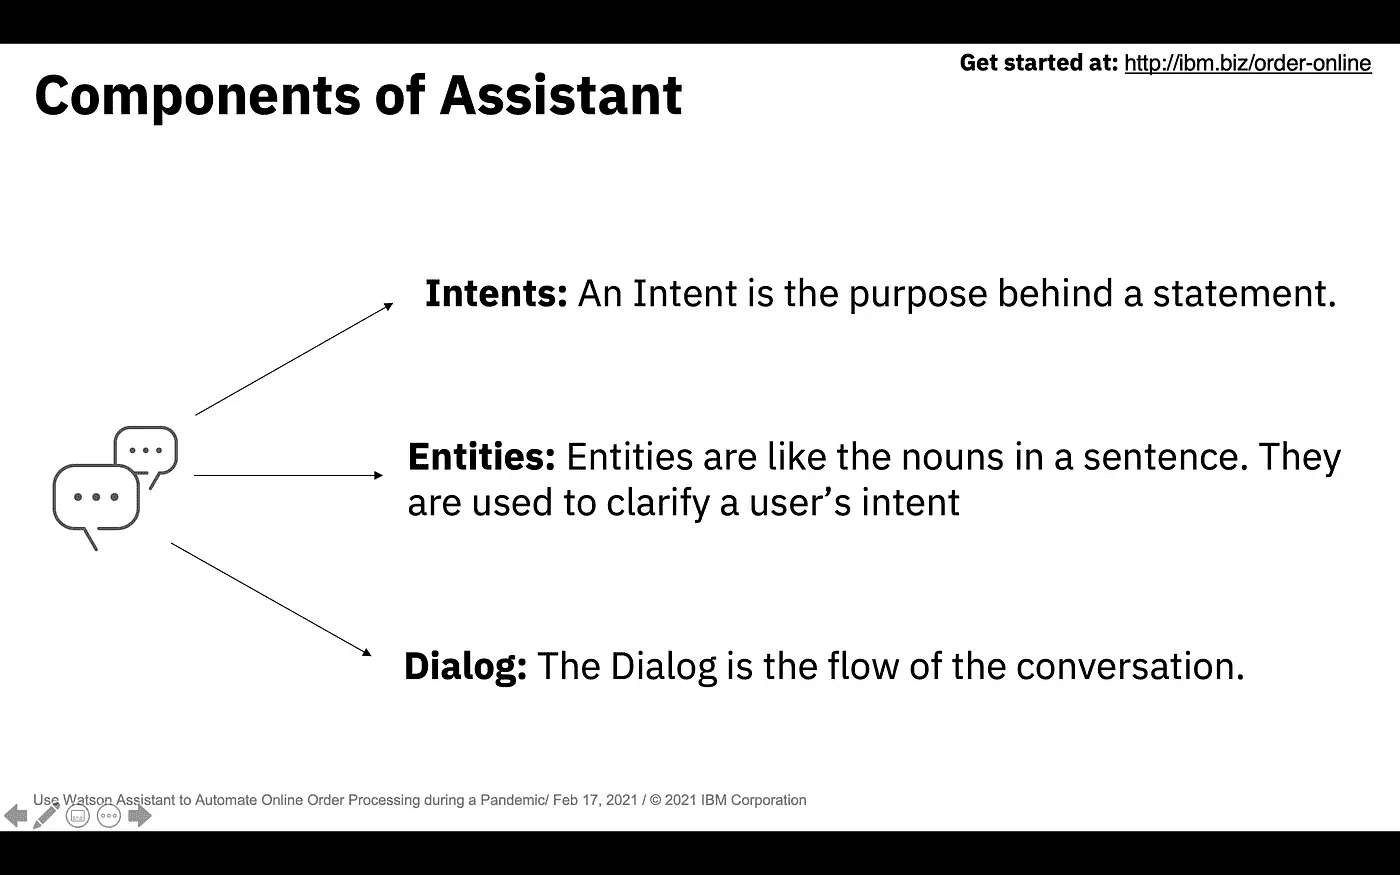 Get started at: http://ibm.biz/order-online
Components of Assistant
Intents: An Intent is the purpose behind a statement.
Entities: Entities are like the nouns in a sentence. They
are used to clarify a user’s intent
Dialog: The Dialog is the flow of the conversation.
Use Watson Assistant to Automate Online Order Processing during a Pandemic/ Feb 17, 2021 / © 2021 IBM Corporation